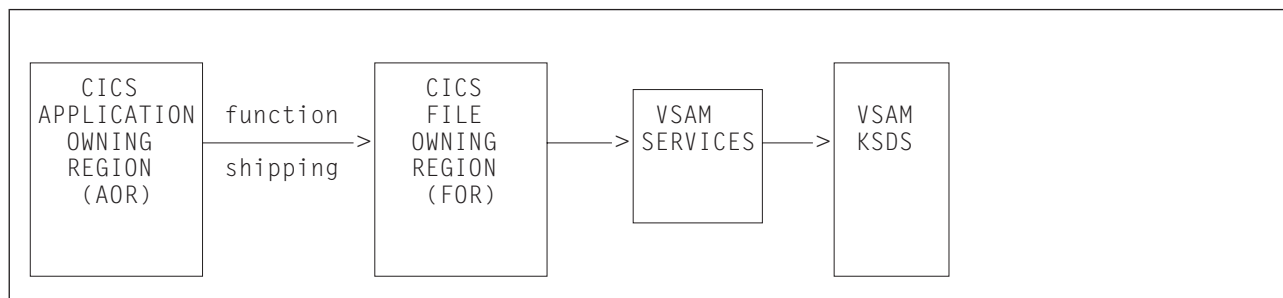 CICS
APPLICATION
OWNING
REGION
(AOR)
function
shipping
>
CICS
FILE
OWNING
REGION
(FOR)
>
VSAM
SERVICES
>
VSAM
KSDS